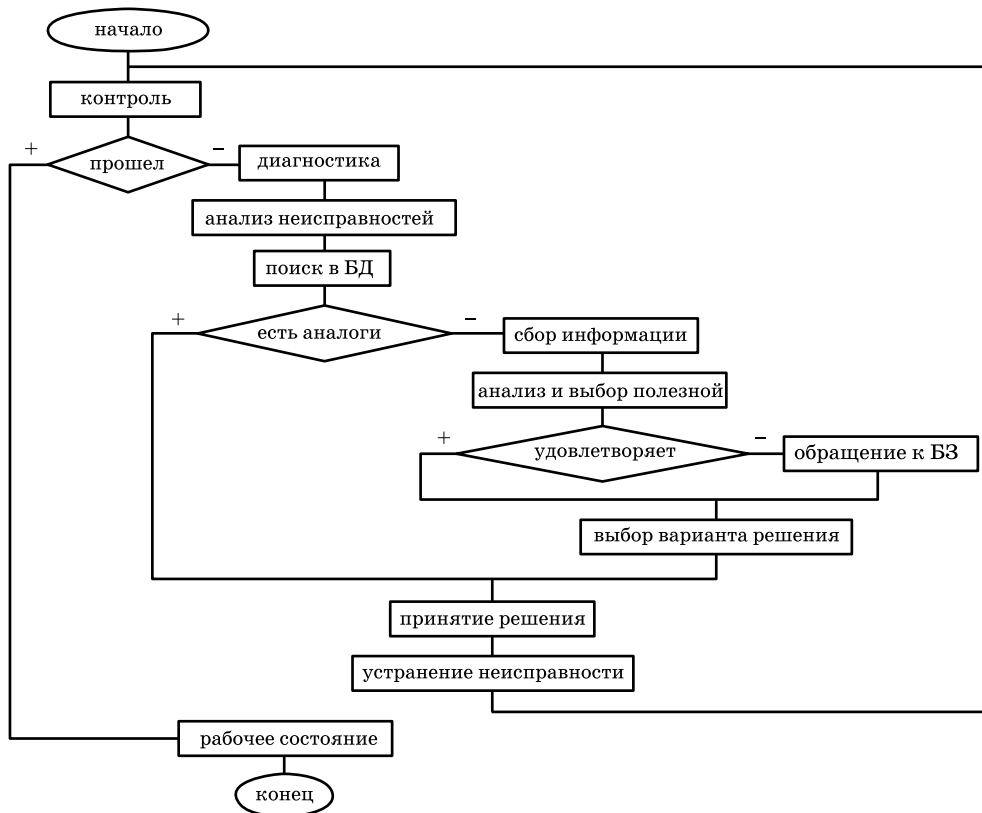 начало
контроль
+
прошел
−
диагностика
анализ неисправностей
поиск в БД
+
есть аналоги
−
сбор информации
анализ и выбор полезной
+
удовлетворяет
−
обращение к БЗ
выбор варианта решения
принятие решения
устранение неисправности
рабочее состояние
конец